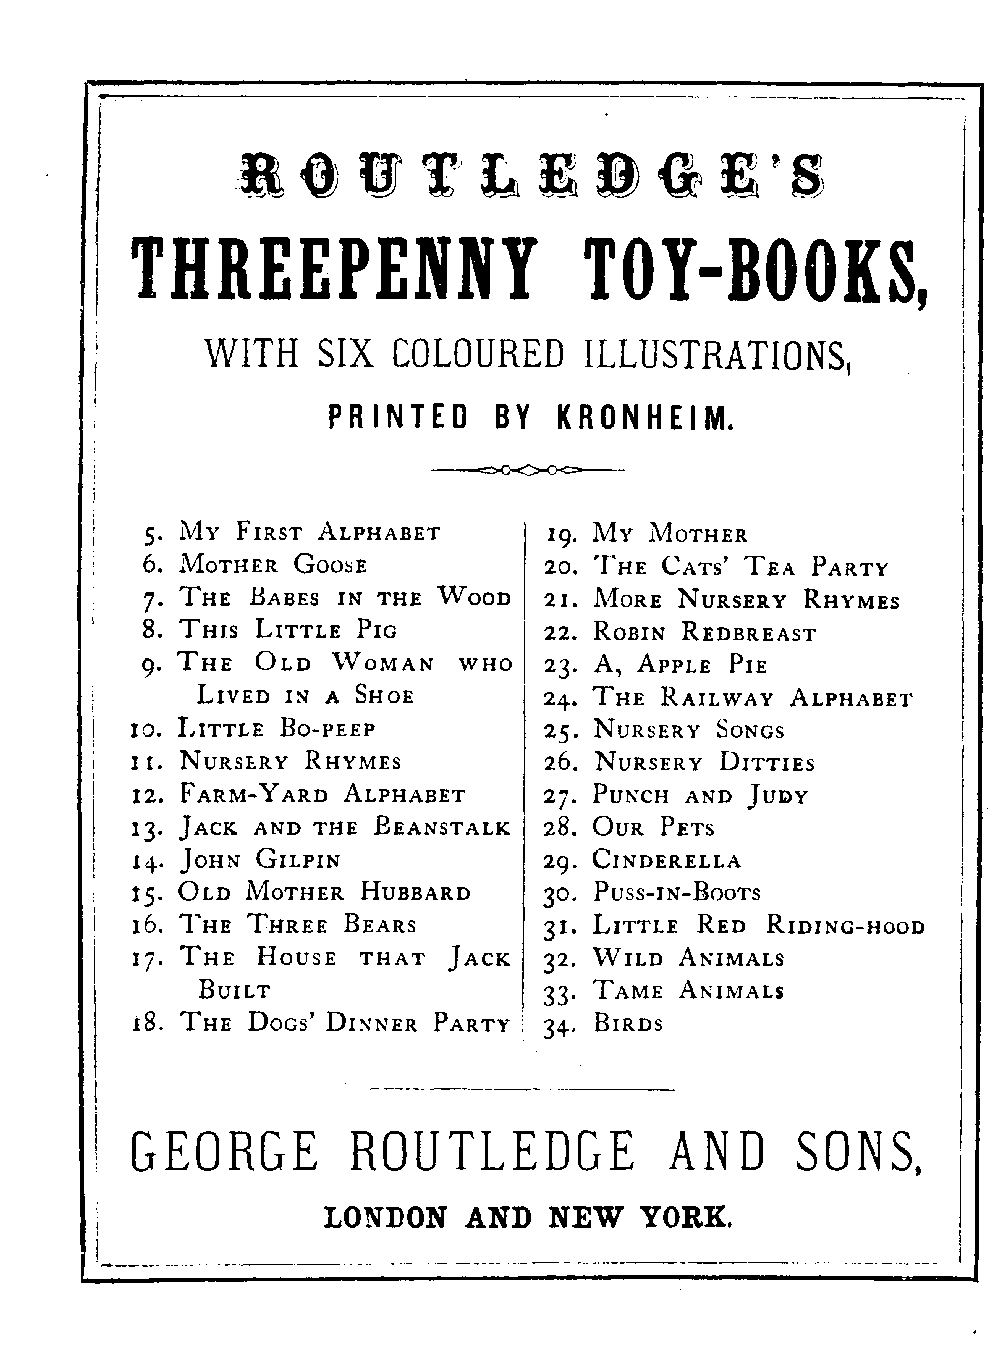 ROUTLEDGE'S
THREEPENNY TOY-BOOKS,
WITH SIX COLOURED ILLUSTRATIONS,
PRINTED BY KRONHEIM.
5. MY FIRST ALPHABET
6. MOTHER GOOSE
7. THE BABES IN THE WOOD
8. THIS LITTLE PIG
9. THE OLD WOMAN WHO
LIVED IN A SHOE
10. LITTLE BO-PEEP
11. NURSERY RHYMES
12. FARM-YARD ALPHABET
13. JACK AND THE BEANSTALK
14. JOHN GILPIN
15. OLD MOTHER HUBBARD
16. THE THREE BEARS
17. THE HOUSE THAT JACK
BUILT
18. THE DOGS' DINNER PARTY
19. MY MOTHER
20. THE CATS' TEA PARTY
21. MORE NURSERY RHYMES
22. ROBIN REDBREAST
23. A, APPLE PIE
24. THE RAILWAY ALPHABET
25. NURSERY SONGS
26. NURSERY DITTIES
27. PUNCH AND JUDY
28. OUR PETS
29. CINDERELLA
30. PUSS-IN-BOOTS
31. LITTLE RED RIDING-HOOD
32. WILD ANIMALS
33. TAME ANIMALS
34. BIRDS
GEORGE ROUTLEDGE AND SONS,
LONDON AND NEW YORK.